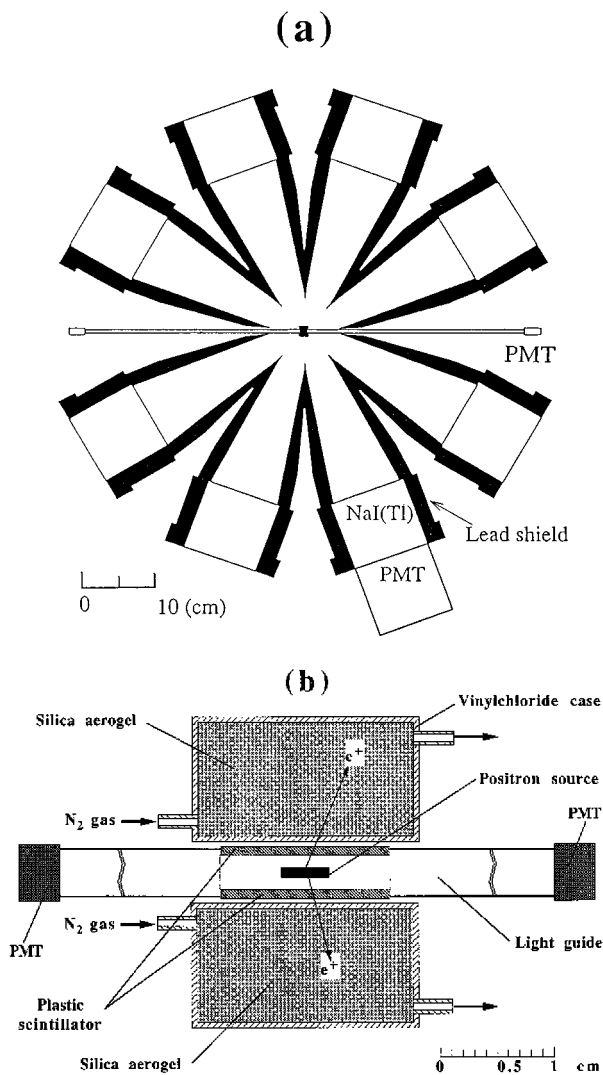 (a)
PMT
NaI(Tl)
Lead shield
PMT
0 10 (cm)
(b)
Vinylchloride case
Silica aerogel
e+
Positron source
N2 gas
PMT
N2 gas
PMT
Light guide
e+
Plastic
scintillator
Silica aerogel
0 0.5 1 cm